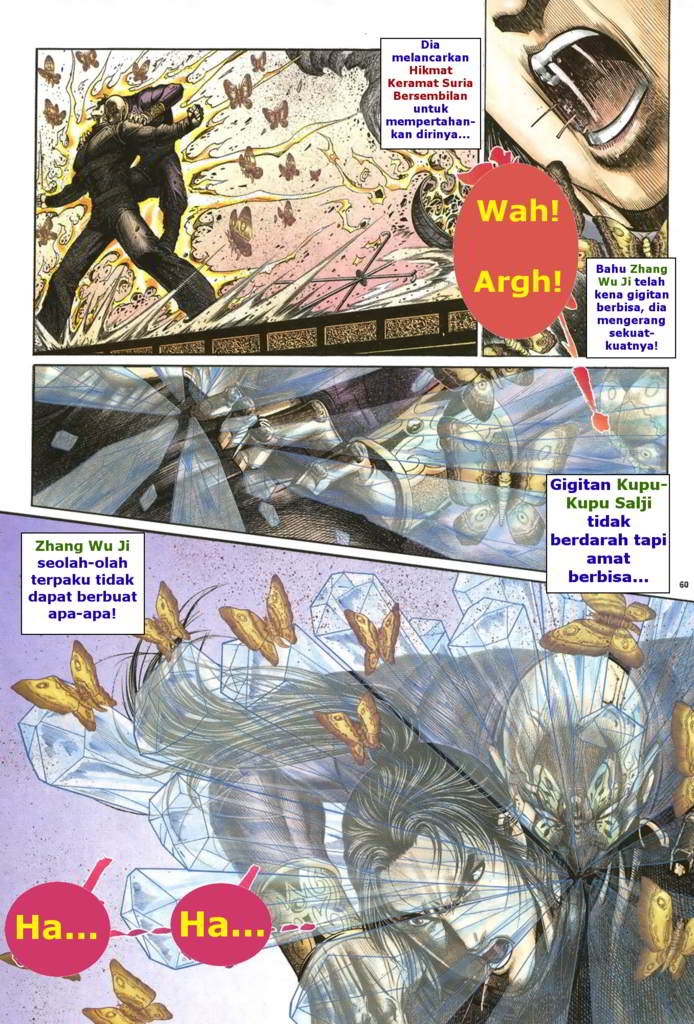 Dia
melancarkan
Hikmat
Keramat Suria
Bersembilan
untuk
mempertahan-
kan dirinya...
Wah!
Argh!
Bahu Zhang
Wu Ji telah
kena gigitan
berbisa, dia
mengerang
sekuat-
kuatnya!
Gigitan Kupu-
Kupu Salji
tidak
berdarah tapi
amat
berbisa...
60
Zhang Wu Ji
seolah-olah
terpaku tidak
dapat berbuat
apa-apa!
Ha...
Ha...